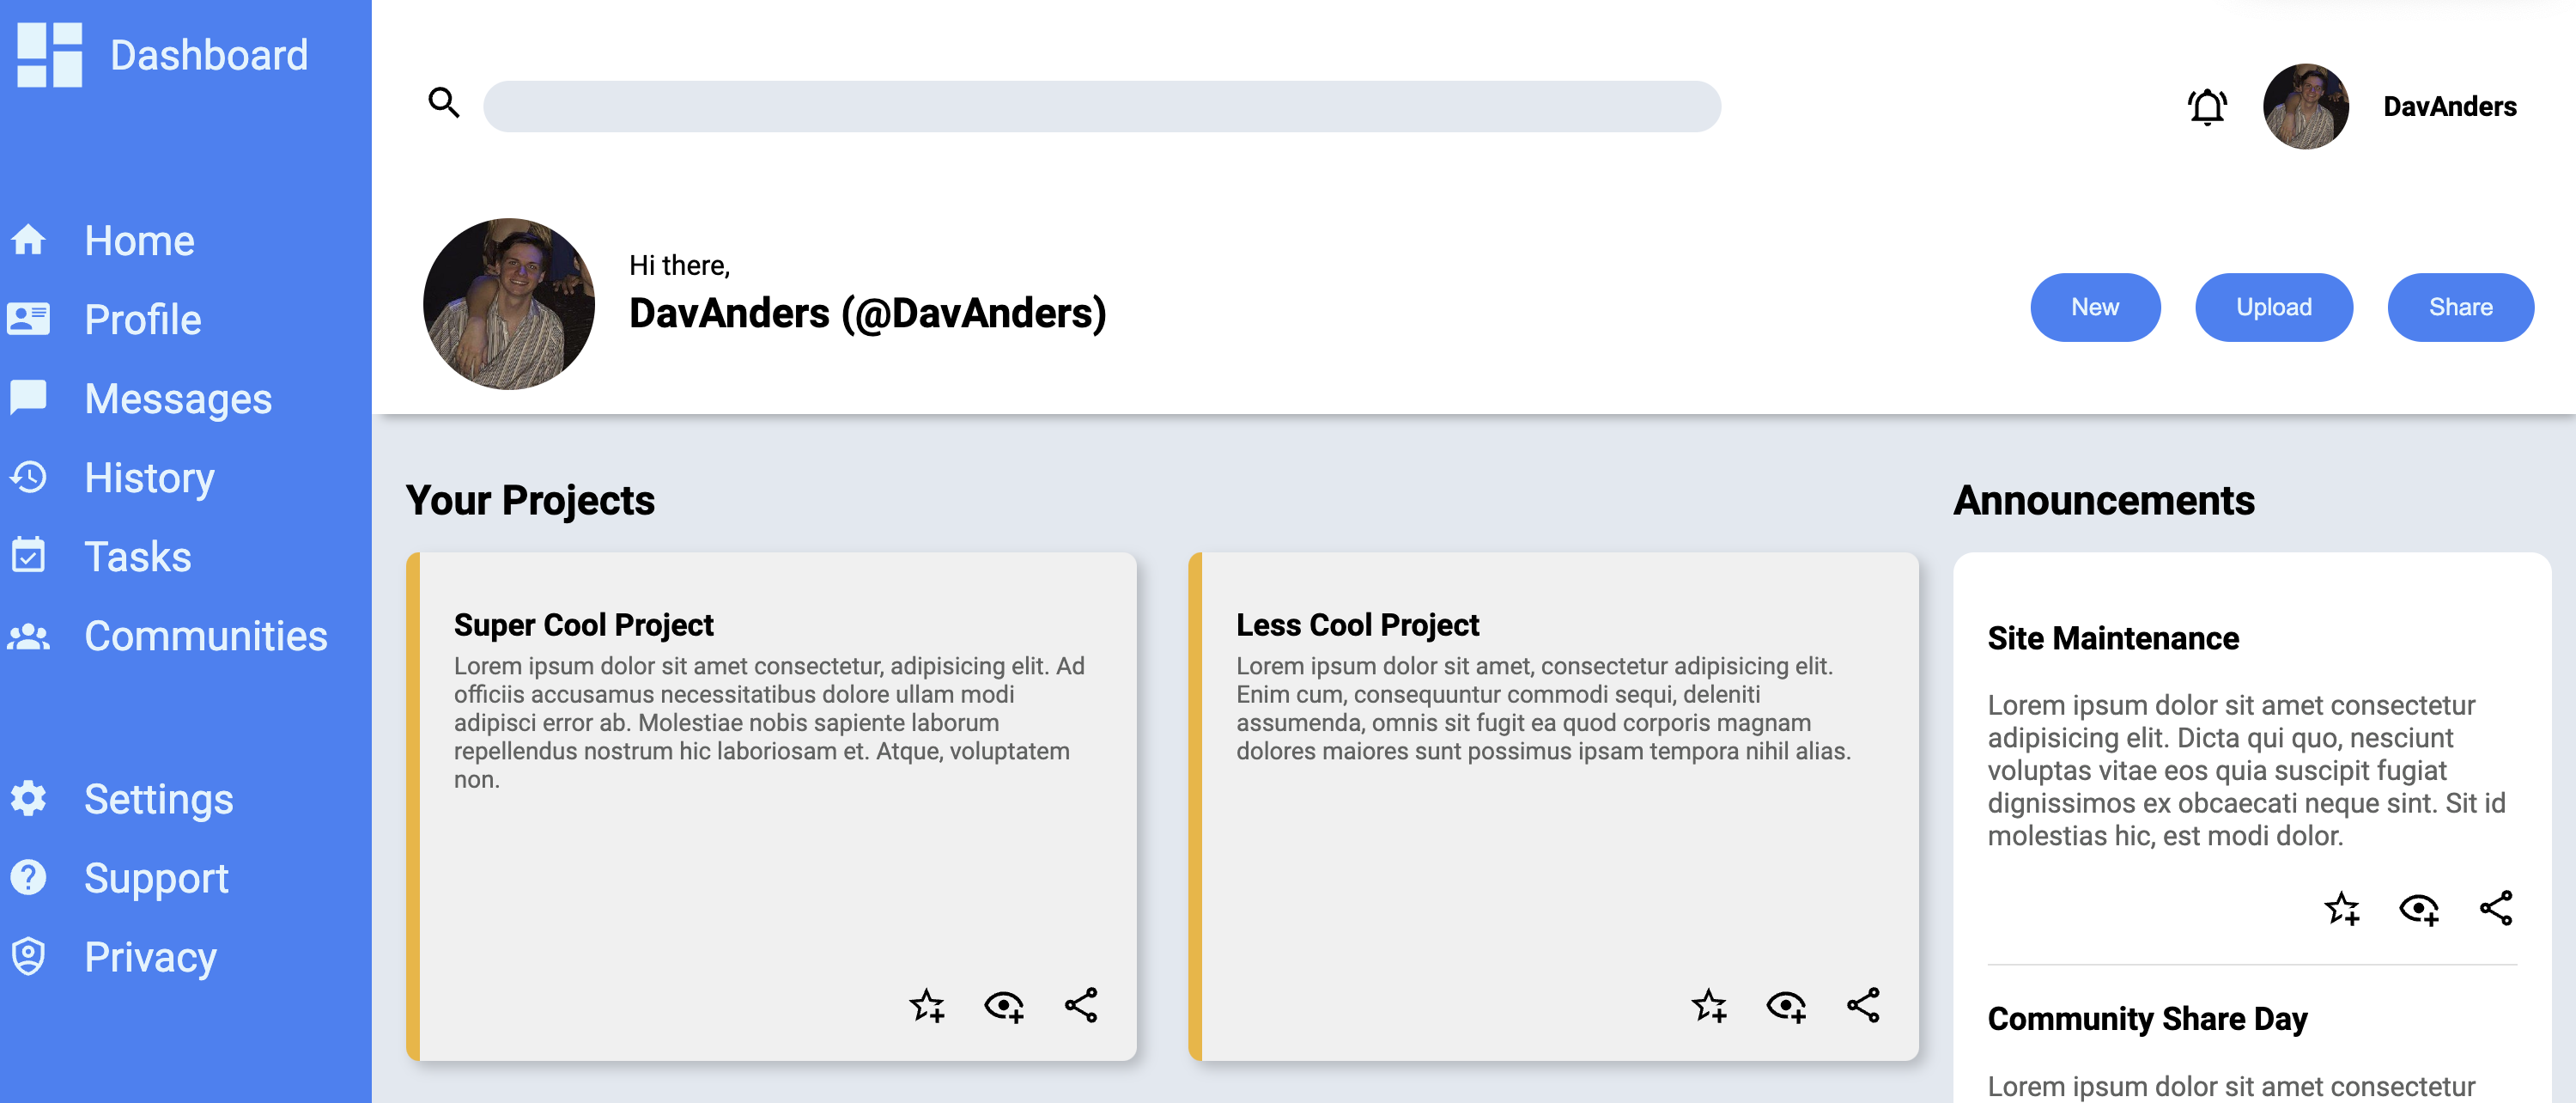 Dashboard
Home
Profile
Messages
History
Tasks
Communities
Settings
Support
Privacy
DavAnders
Hi there,
DavAnders (@DavAnders)
New
Upload
Share
Your Projects
Super Cool Project
Lorem ipsum dolor sit amet consectetur, adipisicing elit. Ad
officiis accusamus necessitatibus dolore ullam modi
adipisci error ab. Molestiae nobis sapiente laborum
repellendus nostrum hic laboriosam et. Atque, voluptatem
non.
Less Cool Project
Lorem ipsum dolor sit amet, consectetur adipisicing elit.
Enim cum, consequuntur commodi sequi, deleniti
assumenda, omnis sit fugit ea quod corporis magnam
dolores maiores sunt possimus ipsam tempora nihil alias.
Announcements
Site Maintenance
Lorem ipsum dolor sit amet consectetur
adipisicing elit. Dicta qui quo, nesciunt
voluptas vitae eos quia suscipit fugiat
dignissimos ex obcaecati neque sint. Sit id
molestias hic, est modi dolor.
Community Share Day
Lorem ipsum dolor sit amet consectetur